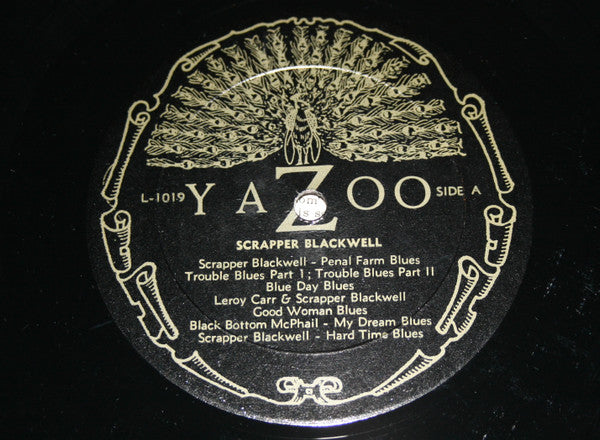 L-1019 YAZOO SIDE A
SCRAPPER BLACKWELL
Scrapper Blackwell - Penal Farm Blues
Trouble Blues Part 1; Trouble Blues Part II
Blue Day Blues
Leroy Carr & Scrapper Blackwell
Good Woman Blues
Black Bottom McPhail - My Dream Blues
Scrapper Blackwell - Hard Time Blues